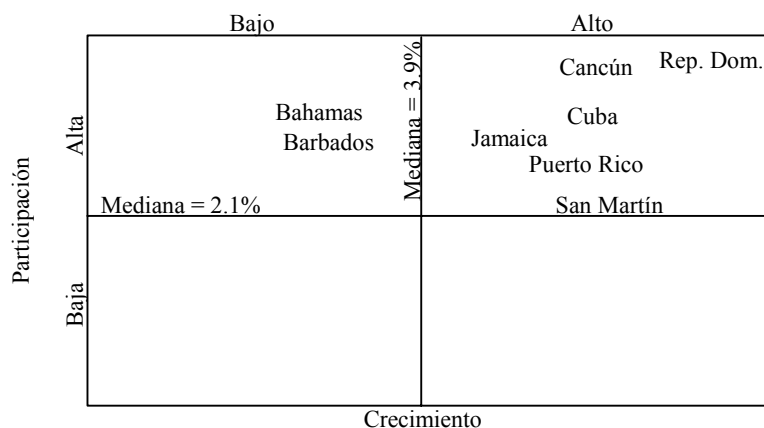 Bajo
Alto
Cancún
Rep. Dom.
Bahamas
Cuba
Barbados
Jamaica
Puerto Rico
Mediana = 3.9%
Mediana = 2.1%
San Martín
Alta
Participación
Baja
Crecimiento